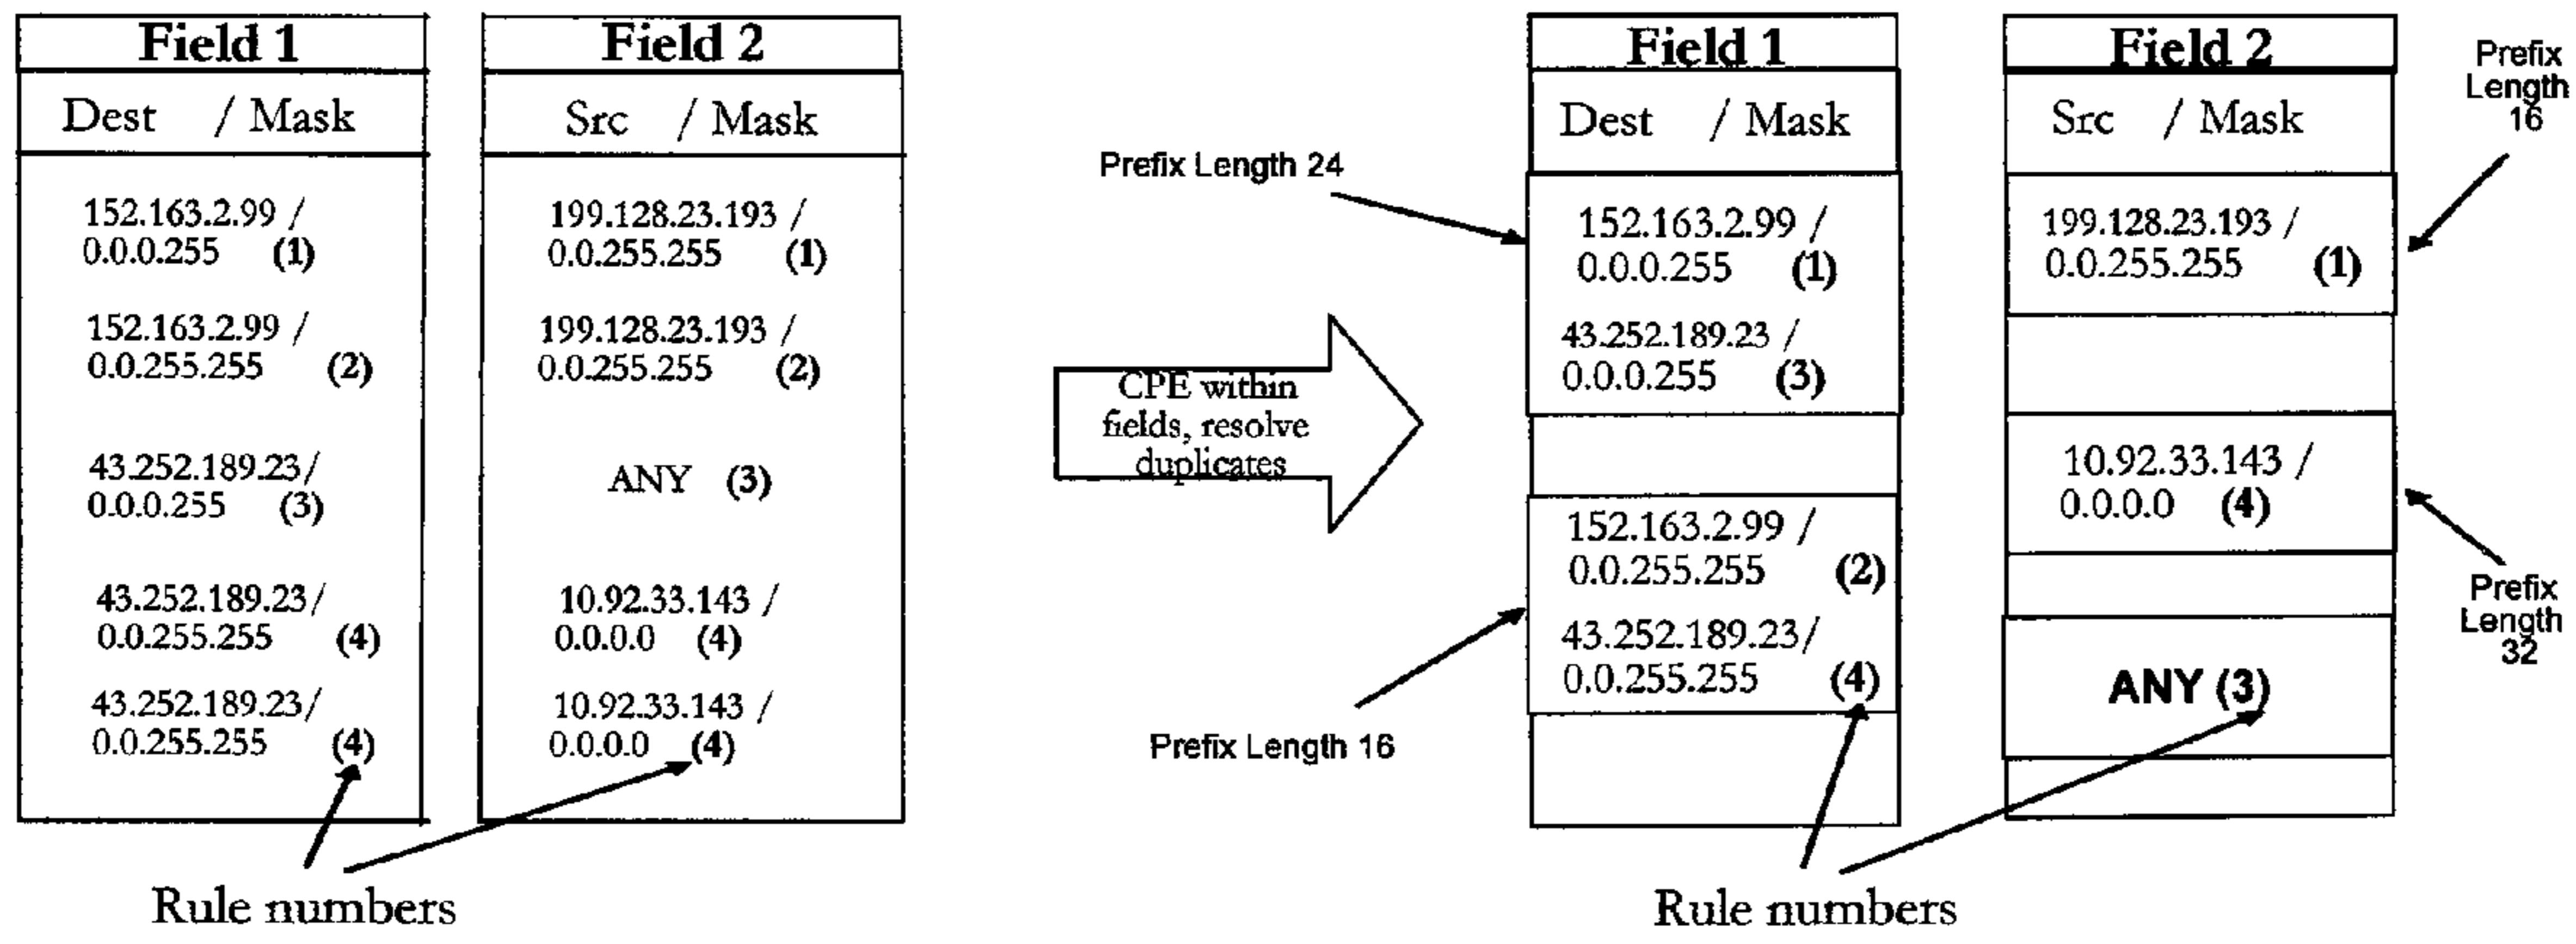 Field 1
Dest / Mask
152.163.2.99 /
0.0.0.255 (1)
152.163.2.99 /
0.0.255.255 (2)
43.252.189.23/
0.0.0.255 (3)
43.252.189.23/
0.0.255.255 (4)
43.252.189.23/
0.0.255.255 (4)
Field 2
Src / Mask
199.128.23.193 /
0.0.255.255 (1)
199.128.23.193 /
0.0.255.255 (2)
ANY (3)
10.92.33.143 /
0.0.0.0 (4)
10.92.33.143 /
0.0.0.0 (4)
Rule numbers
CPE within
fields, resolve
duplicates
Prefix Length 24
Prefix Length 16
Field 1
Dest / Mask
152.163.2.99 /
0.0.0.255 (1)
43.252.189.23 /
0.0.0.255 (3)
152.163.2.99 /
0.0.255.255 (2)
43.252.189.23/
0.0.255.255 (4)
Field 2
Src / Mask
199.128.23.193 /
0.0.255.255 (1)
10.92.33.143 /
0.0.0.0 (4)
ANY (3)
Prefix
Length
16
Prefix
Length
32
Rule numbers